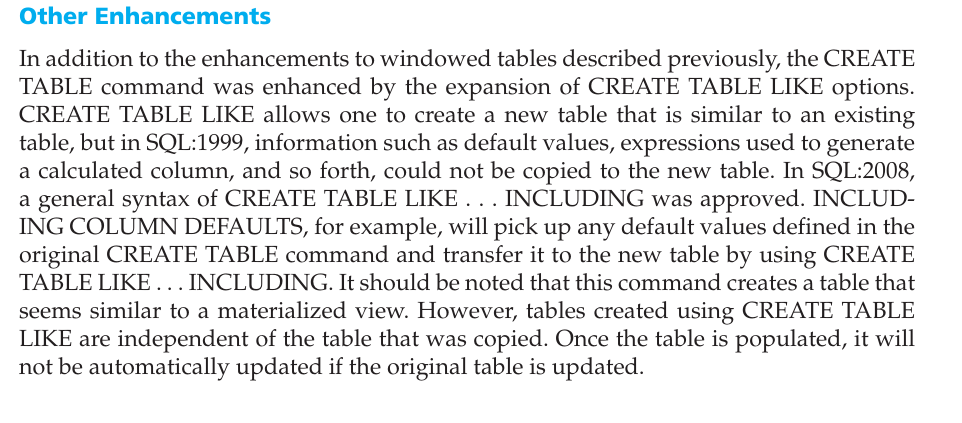 Other Enhancements
In addition to the enhancements to windowed tables described previously, the CREATE
TABLE command was enhanced by the expansion of CREATE TABLE LIKE options.
CREATE TABLE LIKE allows one to create a new table that is similar to an existing
table, but in SQL:1999, information such as default values, expressions used to generate
a calculated column, and so forth, could not be copied to the new table. In SQL:2008,
a general syntax of CREATE TABLE LIKE . . . INCLUDING was approved. INCLUD-
ING COLUMN DEFAULTS, for example, will pick up any default values defined in the
original CREATE TABLE command and transfer it to the new table by using CREATE
TABLE LIKE . . . INCLUDING. It should be noted that this command creates a table that
seems similar to a materialized view. However, tables created using CREATE TABLE
LIKE are independent of the table that was copied. Once the table is populated, it will
not be automatically updated if the original table is updated.